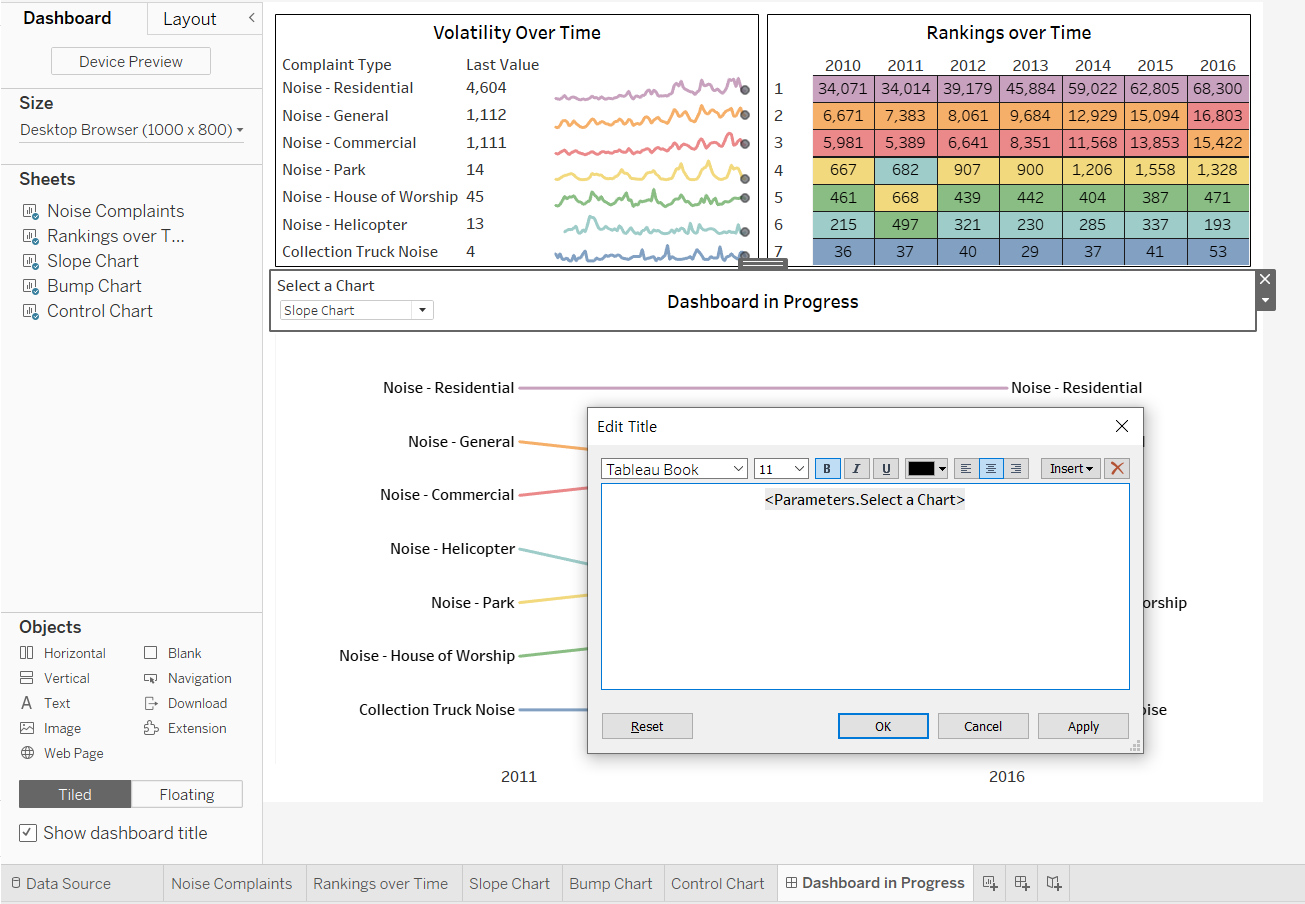 Dashboard
Layout
Device Preview
Size
Desktop Browser (1000 x 800)
Sheets
Noise Complaints
Rankings over T...
Slope Chart
Bump Chart
Control Chart
Objects
Horizontal
Blank
Vertical
Navigation
Text
Download
Image
Extension
Web Page
Tiled
Floating
Show dashboard title
Volatility Over Time
Complaint Type Last Value
Noise - Residential 4,604
Noise - General 1,112
Noise - Commercial 1,111
Noise - Park 14
Noise - House of Worship 45
Noise - Helicopter 13
Collection Truck Noise 4
Rankings over Time
2010 2011 2012 2013 2014 2015 2016
1 34,071 34,014 39,179 45,884 59,022 62,805 68,300
2 6,671 7,383 8,061 9,684 12,929 15,094 16,803
3 5,981 5,389 6,641 8,351 11,568 13,853 15,422
4 667 682 907 900 1,206 1,558 1,328
5 461 668 439 442 404 387 471
6 215 497 321 230 285 337 193
7 36 37 40 29 37 41 53
Select a Chart
Slope Chart
Dashboard in Progress
Noise - Residential
Noise - Residential
Noise - General
Noise - Commercial
Noise - Helicopter
Noise - Park
orship
Noise - House of Worship
Collection Truck Noise
oise
2011
2016
Edit Title
Tableau Book 11 B I U Insert
<Parameters.Select a Chart>
Reset OK Cancel Apply
Data Source Noise Complaints Rankings over Time Slope Chart Bump Chart Control Chart Dashboard in Progress